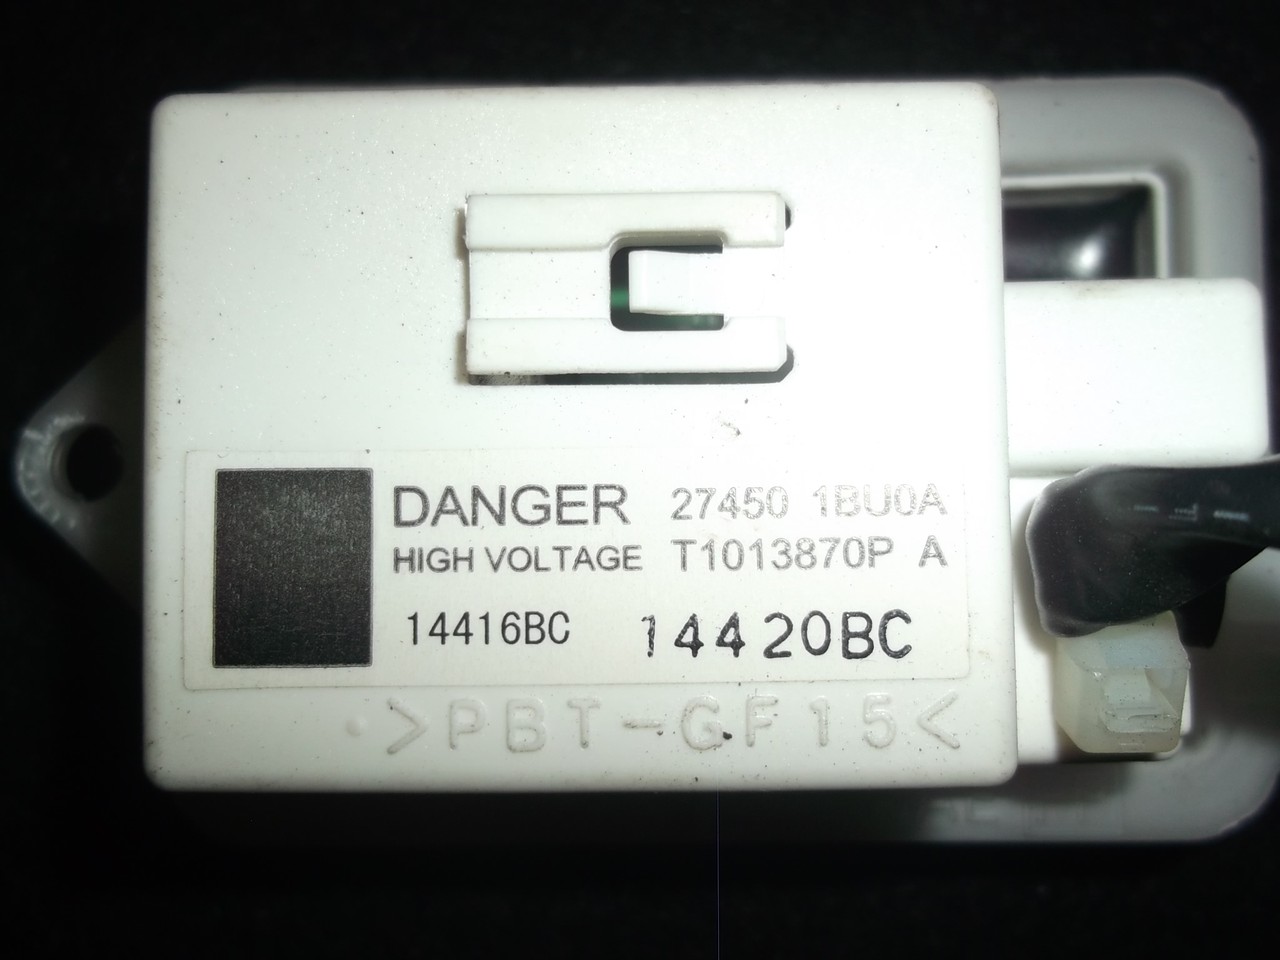 DANGER 27450 1BU0A
HIGH VOLTAGE T1013870P A
14416BC 14420BC
>PBT-GF15<